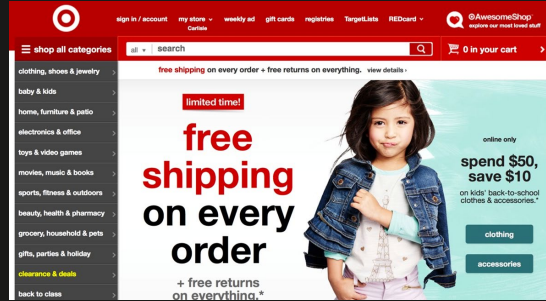 sign in / account
my store
Carlisle
weekly ad
gift cards
registries
TargetLists
REDcard
@AwesomeShop
explore our most loved stuff
shop all categories
all
search
0 in your cart
free shipping on every order + free returns on everything. view details ›
clothing, shoes & jewelry
baby & kids
home, furniture & patio
electronics & office
toys & video games
movies, music & books
sports, fitness & outdoors
beauty, health & pharmacy
grocery, household & pets
gifts, parties & holiday
clearance & deals
back to class
limited time!
free
shipping
on every
order
+ free returns
on everything.*
online only
spend $50,
save $10
on kids' back-to-school
clothes & accessories.*
clothing
accessories